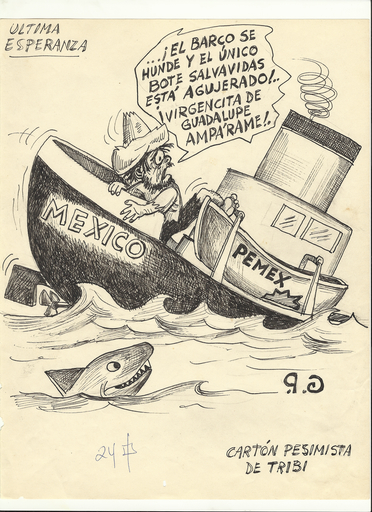 ULTIMA
ESPERANZA
...¡EL BARCO SE
HUNDE Y EL ÚNICO
BOTE SALVAVIDAS
ESTÁ AGUJERADO!..
¡VIRGENCITA DE
GUADALUPE
AMPÁRAME!..
MEXICO
PEMEX
CARTÓN PESIMISTA
DE TRIBI